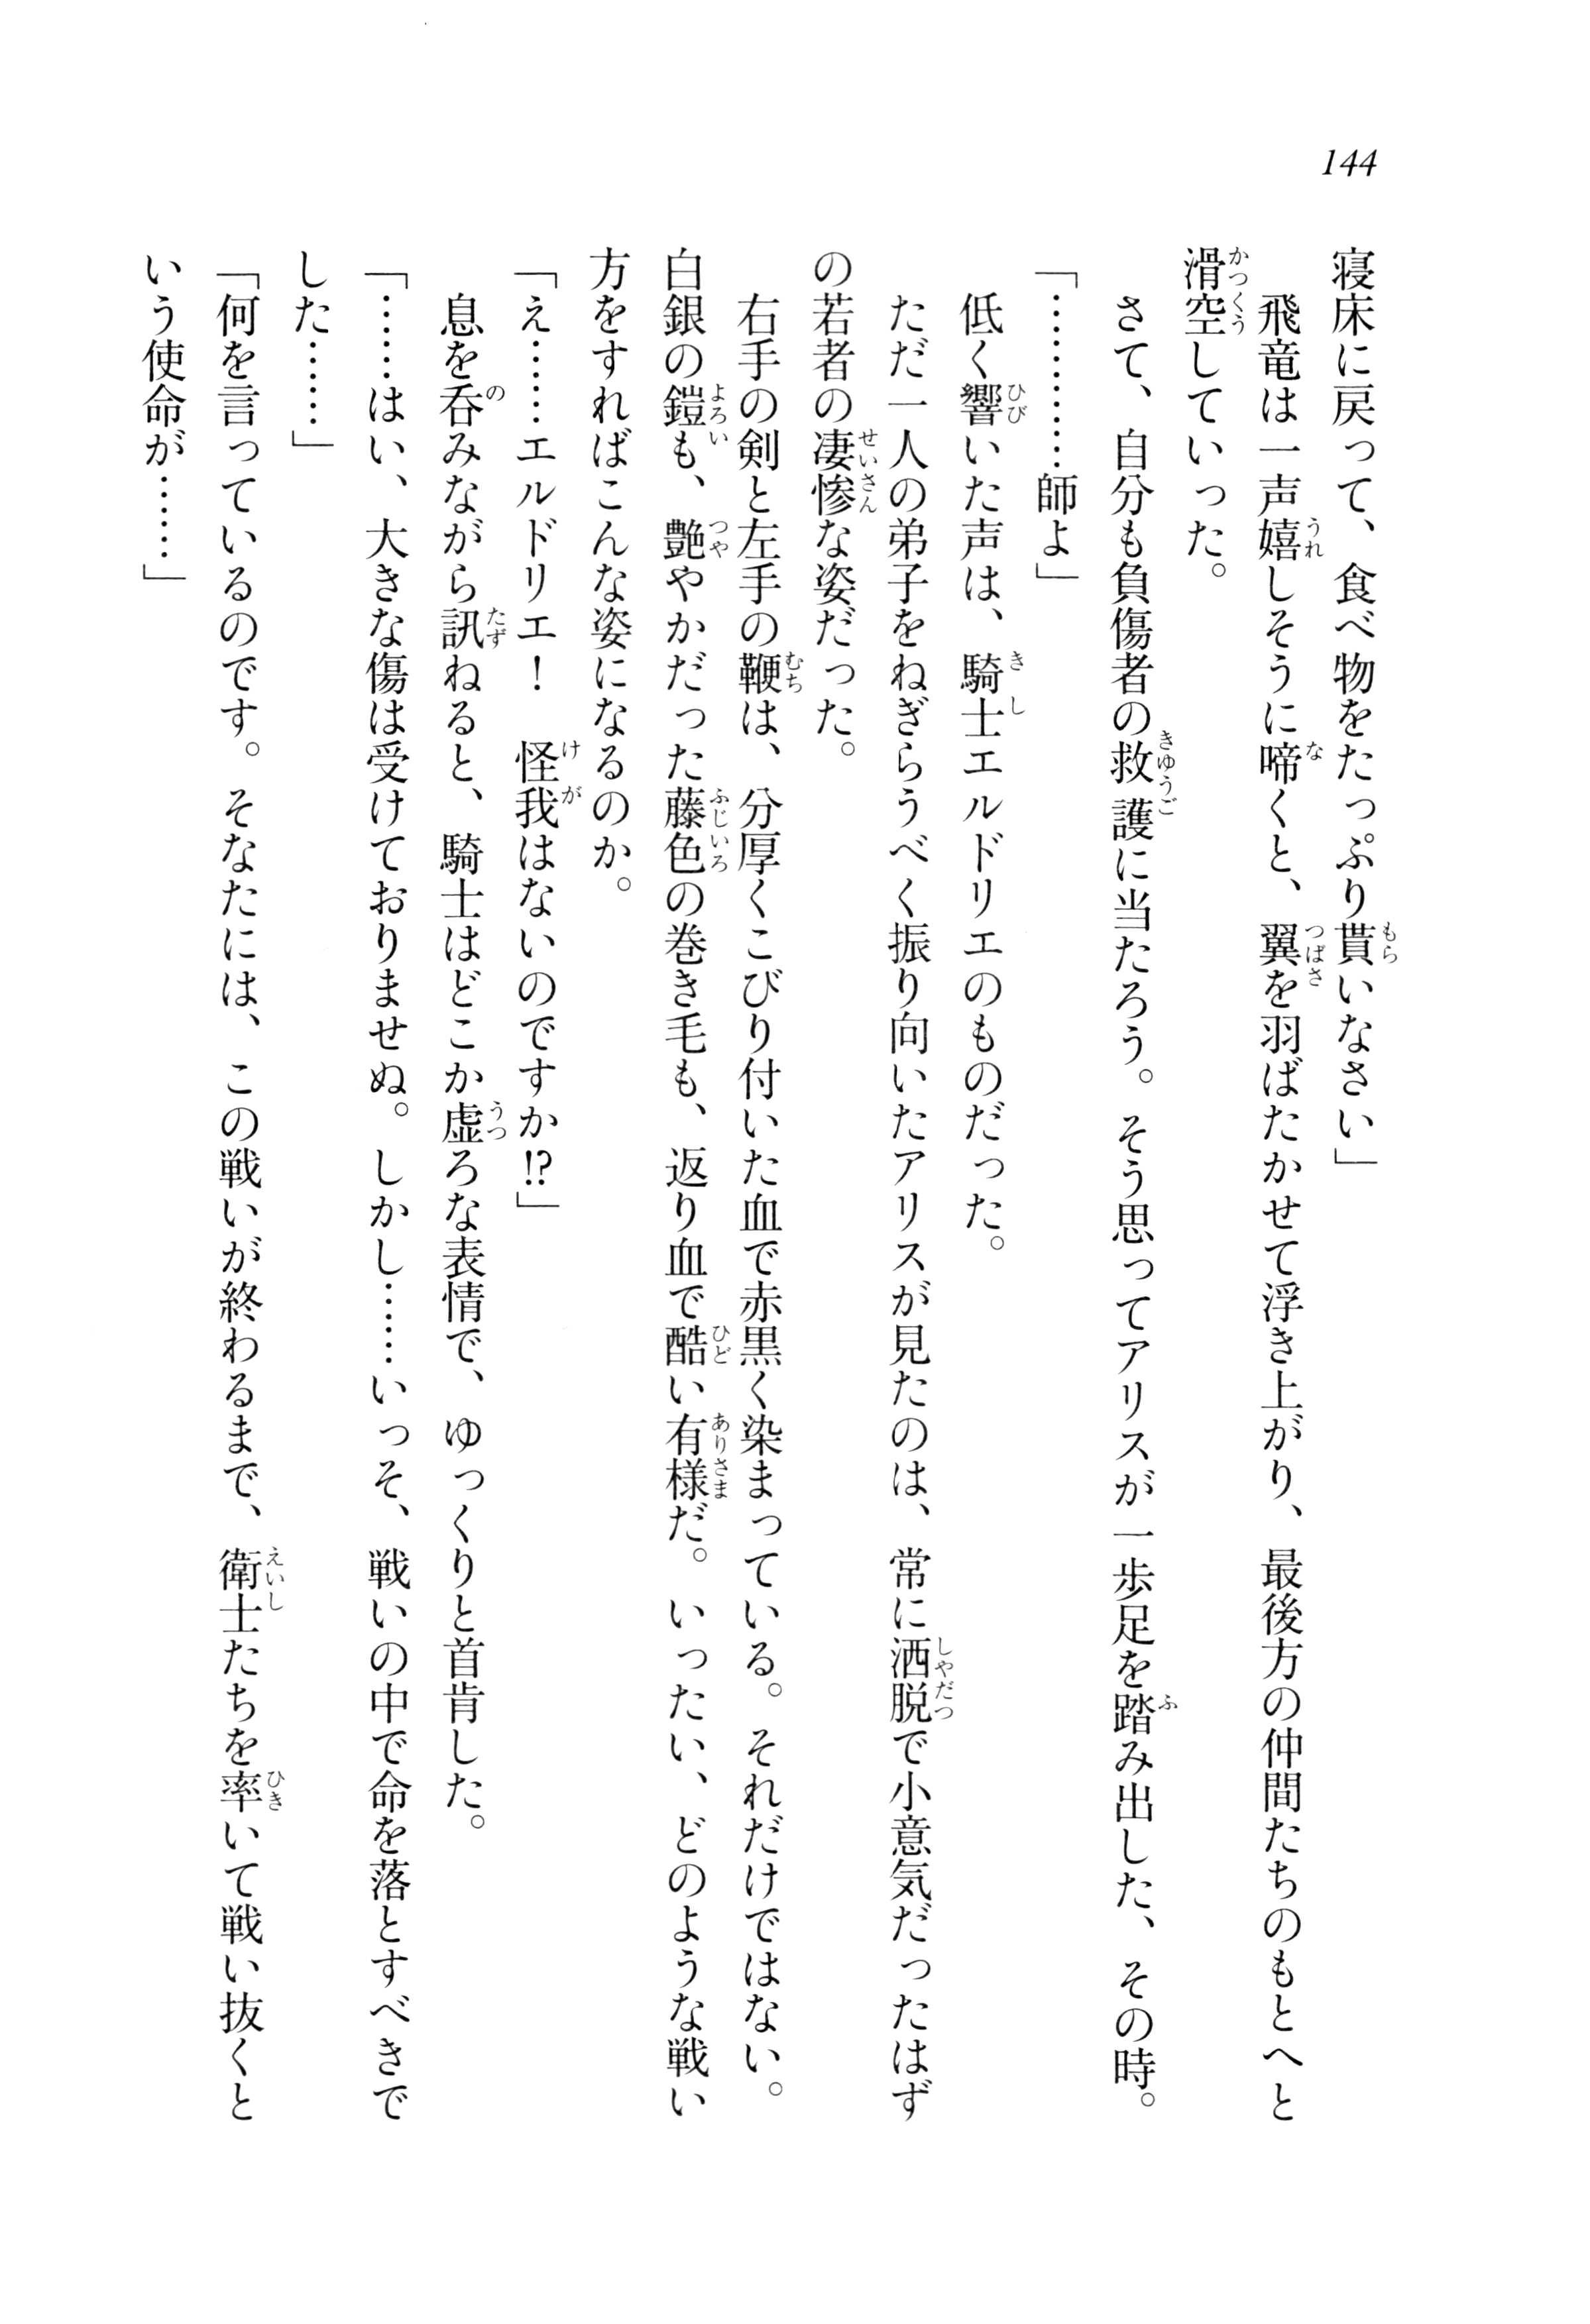 144
寝床に戻って、食べ物をたっぷり貰いなさい」
飛竜は一声嬉しそうに啼くと、翼を羽ばたかせて浮き上がり、最後方の仲間たちのもとへと
滑空していった。
さて、自分も負傷者の救護に当たろう。そう思ってアリスが一歩足を踏み出した、その時。
「…………師よ」
低く響いた声は、騎士エルドリエのものだった。
ただ一人の弟子をねぎらうべく振り向いたアリスが見たのは、常に洒脱で小意気だったはず
の若者の凄惨な姿だった。
右手の剣と左手の鞭は、分厚くこびり付いた血で赤黒く染まっている。それだけではない。
白銀の鎧も、艶やかだった藤色の巻き毛も、返り血で酷い有様だ。いったい、どのような戦い
方をすればこんな姿になるのか。
「え……エルドリエ！　怪我はないのですか!?」
息を呑みながら訊ねると、騎士はどこか虚ろな表情で、ゆっくりと首肯した。
「……はい、大きな傷は受けておりませぬ。しかし……いっそ、戦いの中で命を落とすべきで
した……」
「何を言っているのです。そなたには、この戦いが終わるまで、衛士たちを率いて戦い抜くと
いう使命が……」